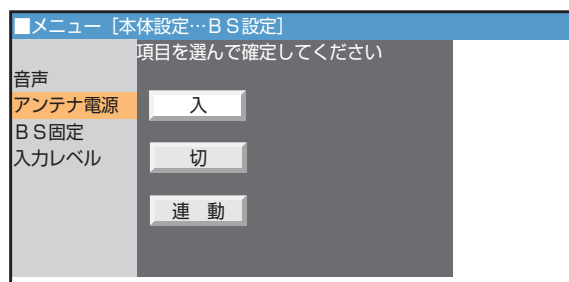 ■メニュー［本体設定…ＢＳ設定］
項目を選んで確定してください
音声
アンテナ電源
ＢＳ固定
入力レベル
入
切
連　動